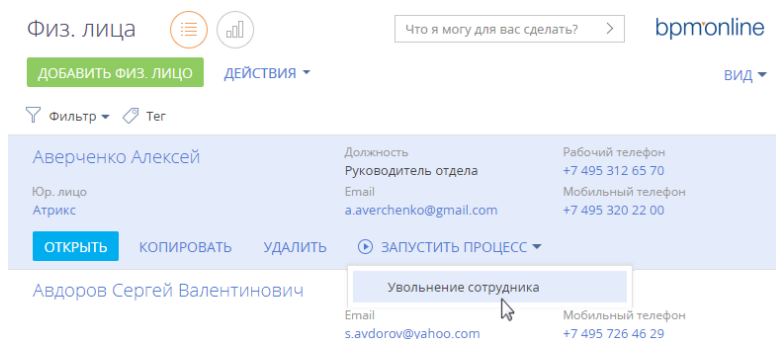 Физ. лица
Что я могу для вас сделать?
bpmonline
ДОБАВИТЬ ФИЗ. ЛИЦО ДЕЙСТВИЯ ВИД
Фильтр Тег
Аверченко Алексей
Должность
Руководитель отдела
Рабочий телефон
+7 495 312 65 70
Юр. лицо
Атрикс
Email
a.averchenko@gmail.com
Мобильный телефон
+7 495 320 22 00
ОТКРЫТЬ КОПИРОВАТЬ УДАЛИТЬ ЗАПУСТИТЬ ПРОЦЕСС
Увольнение сотрудника
Авдоров Сергей Валентинович
Email
s.avdorov@yahoo.com
Мобильный телефон
+7 495 726 46 29